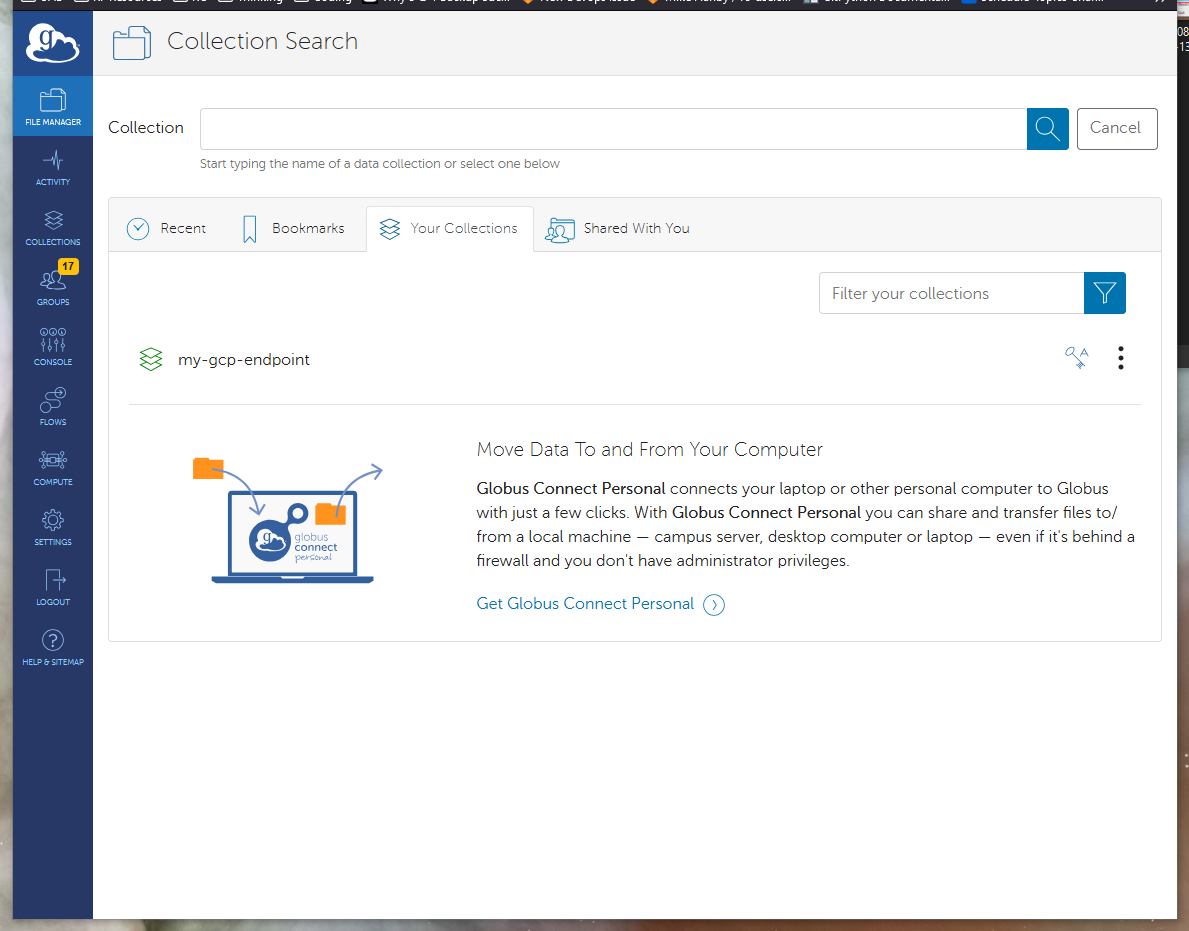 Collection Search
FILE MANAGER
ACTIVITY
COLLECTIONS
17
GROUPS
CONSOLE
FLOWS
COMPUTE
SETTINGS
LOGOUT
HELP & SITEMAP
Collection
Cancel
Start typing the name of a data collection or select one below
Recent
Bookmarks
Your Collections
Shared With You
Filter your collections
my-gcp-endpoint
globus
connect
personal
Move Data To and From Your Computer
Globus Connect Personal connects your laptop or other personal computer to Globus
with just a few clicks. With Globus Connect Personal you can share and transfer files to/
from a local machine — campus server, desktop computer or laptop — even if it's behind a
firewall and you don't have administrator privileges.
Get Globus Connect Personal